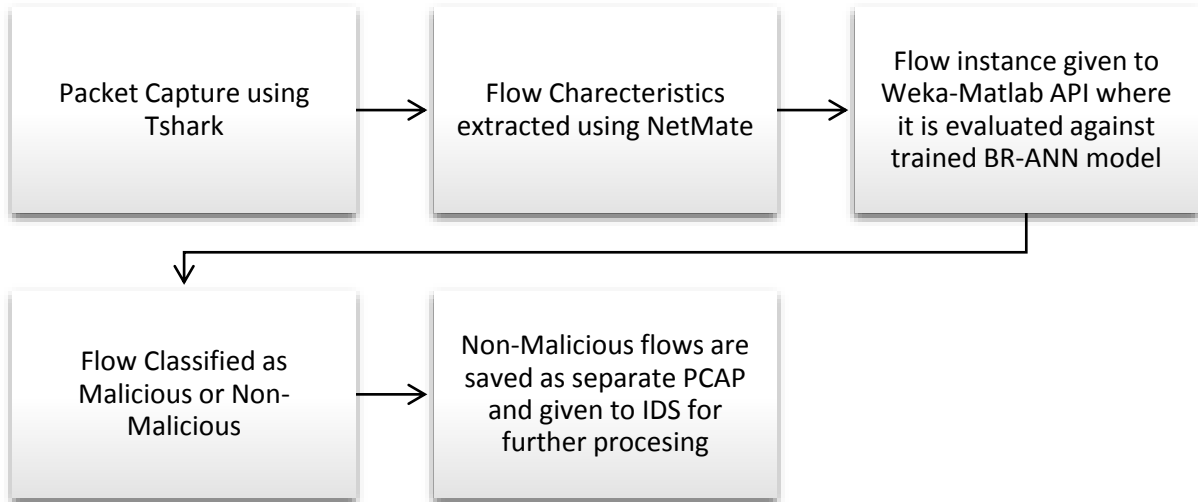 Packet Capture using
Tshark
Flow Charecteristics
extracted using NetMate
Flow instance given to
Weka-Matlab API where
it is evaluated against
trained BR-ANN model
Flow Classified as
Malicious or Non-
Malicious
Non-Malicious flows are
saved as separate PCAP
and given to IDS for
further procesing